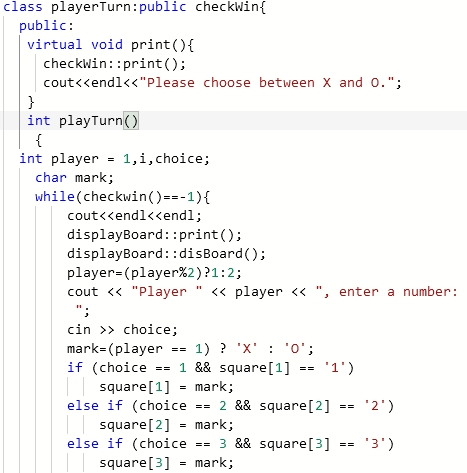 class playerTurn:public checkWin{
public:
virtual void print(){
checkWin::print();
cout<<endl<<"Please choose between X and O.";
}
int playTurn()
{
int player = 1,i,choice;
char mark;
while(checkwin()==-1){
cout<<endl<<endl;
displayBoard::print();
displayBoard::disBoard();
player=(player%2)?1:2;
cout << "Player " << player << ", enter a number:
";
cin >> choice;
mark=(player == 1) ? 'X' : 'O';
if (choice == 1 && square[1] == '1')
square[1] = mark;
else if (choice == 2 && square[2] == '2')
square[2] = mark;
else if (choice == 3 && square[3] == '3')
square[3] = mark;